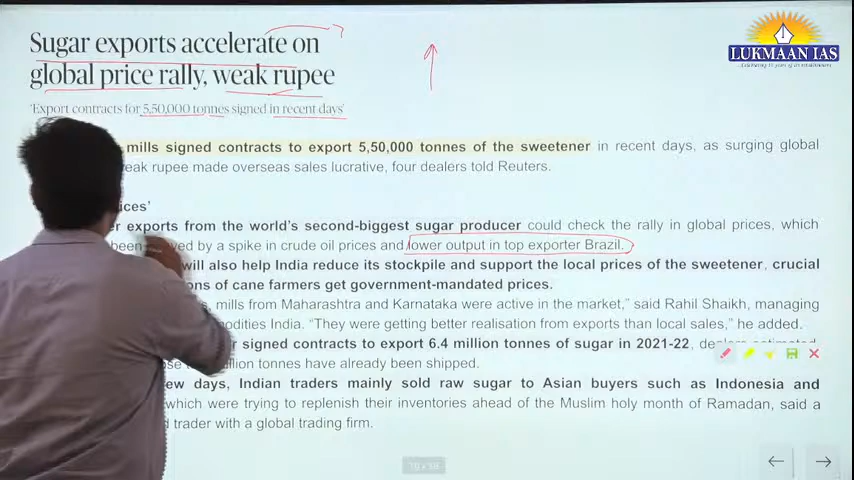 Sugar exports accelerate on
global price rally, weak rupee
'Export contracts for 5,50,000 tonnes signed in recent days'
LUKMAAN IAS
mills signed contracts to export 5,50,000 tonnes of the sweetener in recent days, as surging global
weak rupee made overseas sales lucrative, four dealers told Reuters.
exports from the world's second-biggest sugar producer could check the rally in global prices, which
been by a spike in crude oil prices and lower output in top exporter Brazil.
will also help India reduce its stockpile and support the local prices of the sweetener, crucial
of cane farmers get government-mandated prices.
mills from Maharashtra and Karnataka were active in the market," said Rahil Shaikh, managing
India. "They were getting better realisation from exports than local sales," he added.
signed contracts to export 6.4 million tonnes of sugar in 2021-22,
tonnes have already been shipped.
days, Indian traders mainly sold raw sugar to Asian buyers such as Indonesia and
which were trying to replenish their inventories ahead of the Muslim holy month of Ramadan, said a
trader with a global trading firm.